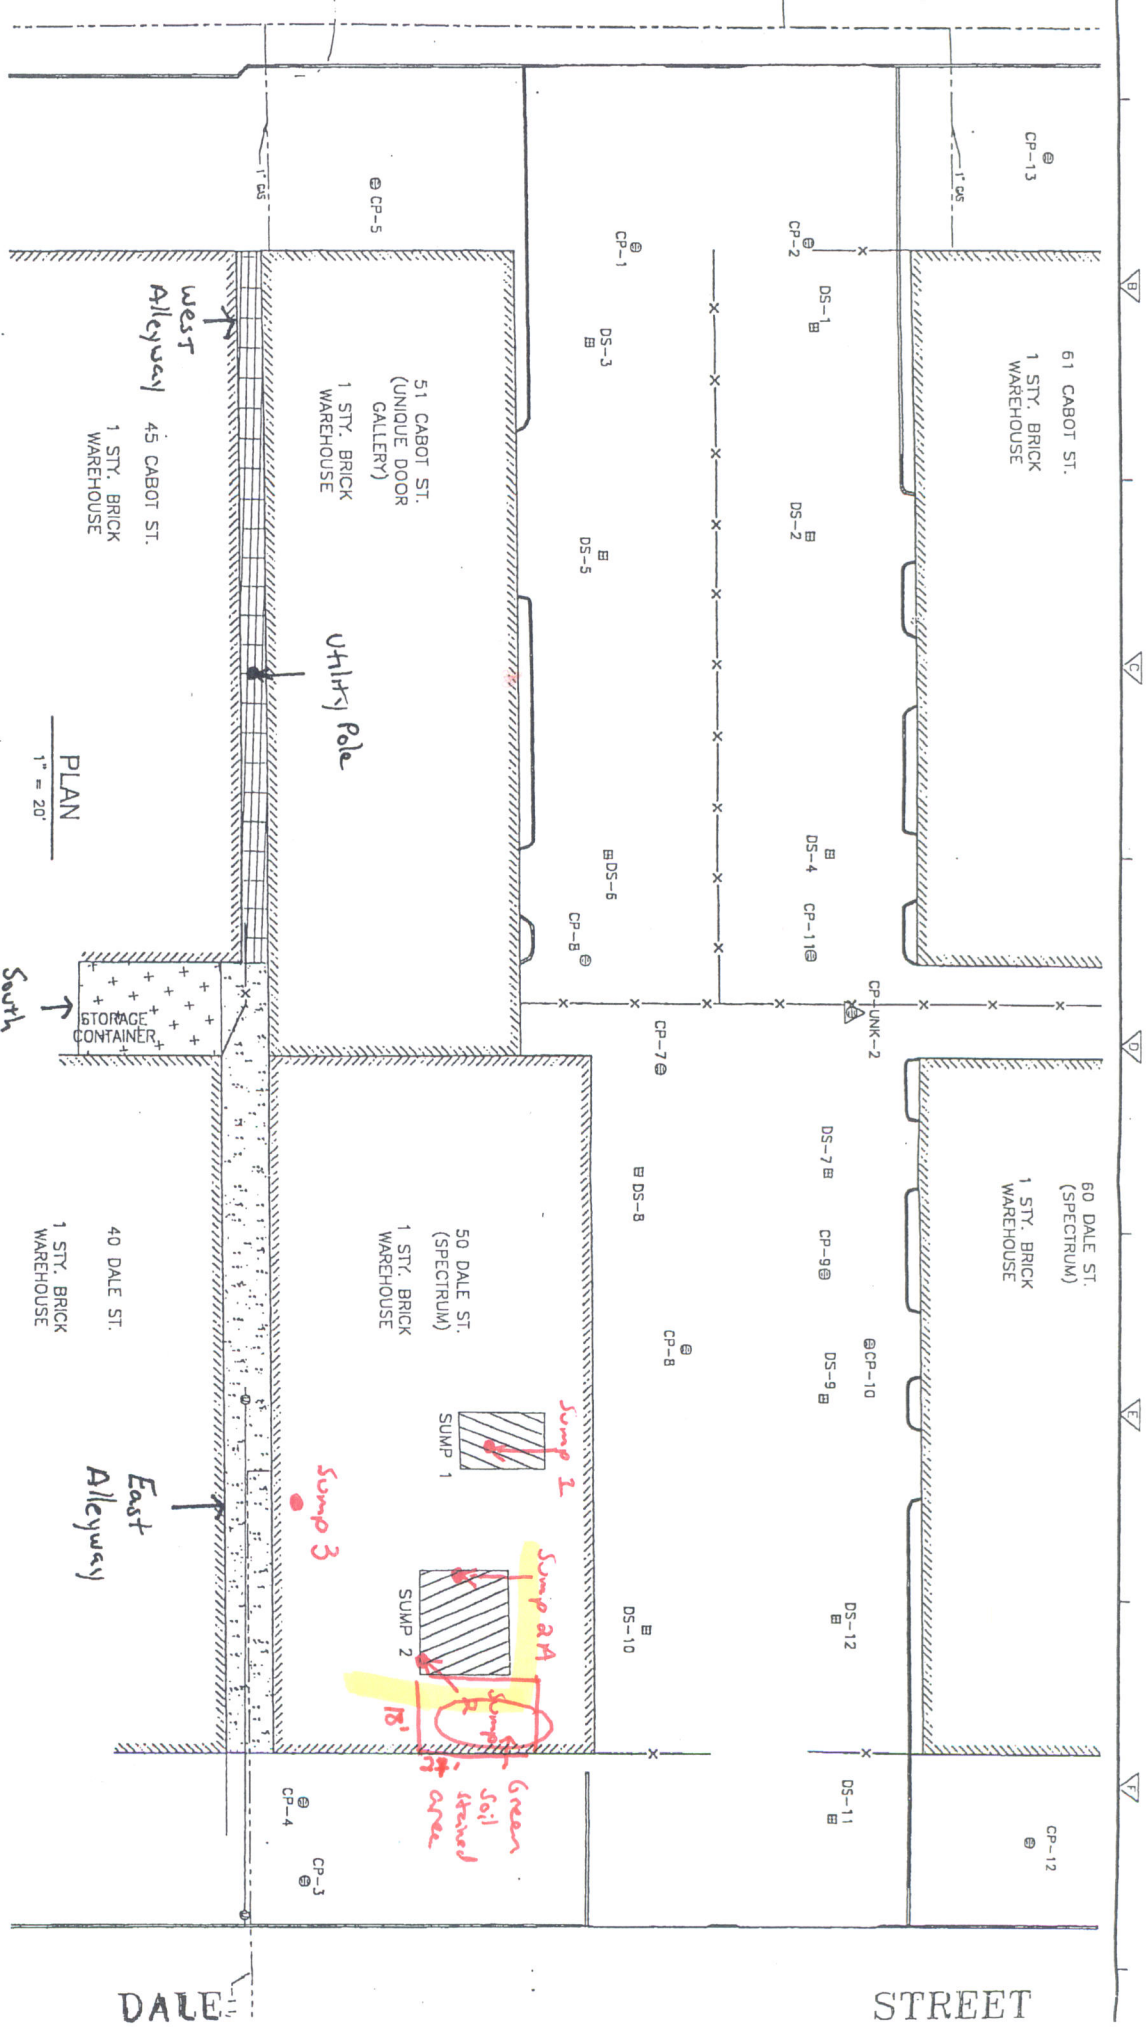 CP-13
1" GAS
1" GAS
CP-5
CP-1
CP-2
B
DS-1
DS-3
61 CABOT ST.
1 STY. BRICK
WAREHOUSE
51 CABOT ST.
(UNIQUE DOOR
GALLERY)
1 STY. BRICK
WAREHOUSE
West
Alleyway
45 CABOT ST.
1 STY. BRICK
WAREHOUSE
DS-2
DS-5
Utility Pole
C
PLAN
1" = 20'
DS-4
DS-6
CP-11
CP-B
South
STORAGE
CONTAINER
CP-UNK-2
CP-7
D
DS-7
DS-8
60 DALE ST.
(SPECTRUM)
1 STY. BRICK
WAREHOUSE
CP-9
50 DALE ST.
(SPECTRUM)
1 STY. BRICK
WAREHOUSE
40 DALE ST.
1 STY. BRICK
WAREHOUSE
CP-8
CP-10
DS-9
E
Sump 1
SUMP 1
Sump 3
East
Alleyway
Sump 2A
SUMP 2
DS-10
DS-12
Sump
2
18'
27'
Green
Soil
stained
area
F
DS-11
CP-12
CP-4
CP-3
DALE
STREET